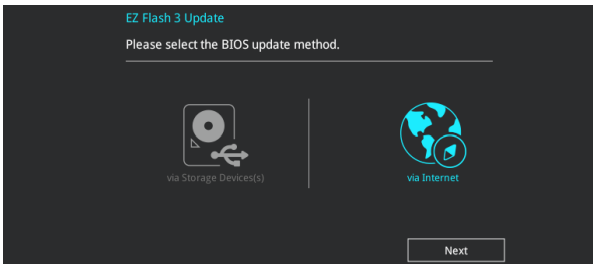 EZ Flash 3 Update
Please select the BIOS update method.
via Storage Devices(s)
via Internet
Next